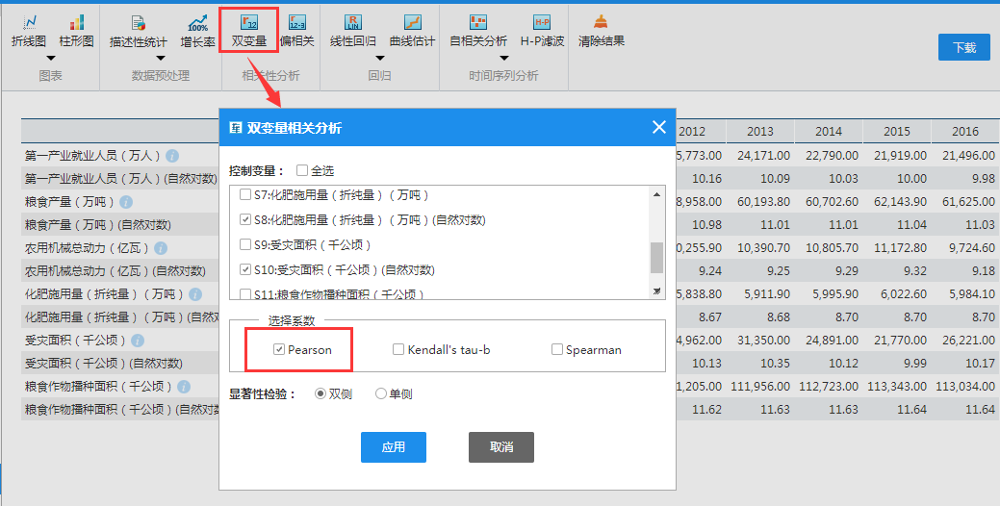 折线图 柱形图 描述性统计 增长率 双变量 偏相关 线性回归 曲线估计 自相关分析 H-P滤波 清除结果
下载
图表 数据预处理 相关性分析 回归 时间序列分析
双变量相关分析
控制变量： 全选
S7:化肥施用量（折纯量）（万吨）
S8:化肥施用量（折纯量）（万吨）(自然对数)
S9:受灾面积（千公顷）
S10:受灾面积（千公顷）(自然对数)
S11:粮食作物播种面积（千公顷）
选择系数
Pearson Kendall's tau-b Spearman
显著性检验： 双侧 单侧
应用 取消
2012 2013 2014 2015 2016
第一产业就业人员（万人） 5,773.00 24,171.00 22,790.00 21,919.00 21,496.00
第一产业就业人员（万人）(自然对数) 10.16 10.09 10.03 10.00 9.98
粮食产量（万吨） 8,958.00 60,193.80 60,702.60 62,143.90 61,625.00
粮食产量（万吨）(自然对数) 10.98 11.01 11.01 11.04 11.03
农用机械总动力（亿瓦） 0,255.90 10,390.70 10,805.70 11,172.80 9,724.60
农用机械总动力（亿瓦）(自然对数) 9.24 9.25 9.29 9.32 9.18
化肥施用量（折纯量）（万吨） 5,838.80 5,911.90 5,995.90 6,022.60 5,984.10
化肥施用量（折纯量）（万吨）(自然 8.67 8.68 8.70 8.70 8.70
受灾面积（千公顷） 4,962.00 31,350.00 24,891.00 21,770.00 26,221.00
受灾面积（千公顷）(自然对数) 10.13 10.35 10.12 9.99 10.17
粮食作物播种面积（千公顷） 1,205.00 111,956.00 112,723.00 113,343.00 113,034.00
粮食作物播种面积（千公顷）(自然对 11.62 11.63 11.63 11.64 11.64